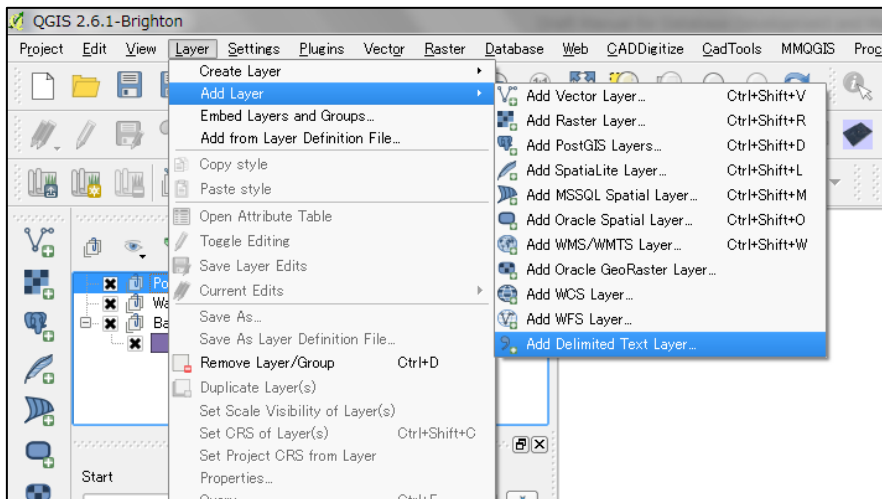 QGIS 2.6.1-Brighton
Project Edit View Layer Settings Plugins Vector Raster Database Web CADDigitize CadTools MMQGIS Proc
Create Layer
Add Layer
Embed Layers and Groups...
Add from Layer Definition File...
Copy style
Paste style
Open Attribute Table
Toggle Editing
Save Layer Edits
Current Edits
Save As...
Save As Layer Definition File...
Remove Layer/Group Ctrl+D
Duplicate Layer(s)
Set Scale Visibility of Layer(s)
Set CRS of Layer(s) Ctrl+Shift+C
Set Project CRS from Layer
Properties...
Add Vector Layer... Ctrl+Shift+V
Add Raster Layer... Ctrl+Shift+R
Add PostGIS Layers... Ctrl+Shift+D
Add SpatiaLite Layer... Ctrl+Shift+L
Add MSSQL Spatial Layer... Ctrl+Shift+M
Add Oracle Spatial Layer... Ctrl+Shift+O
Add WMS/WMTS Layer... Ctrl+Shift+W
Add Oracle GeoRaster Layer...
Add WCS Layer...
Add WFS Layer...
Add Delimited Text Layer...
Po
Wa
Ba
Start